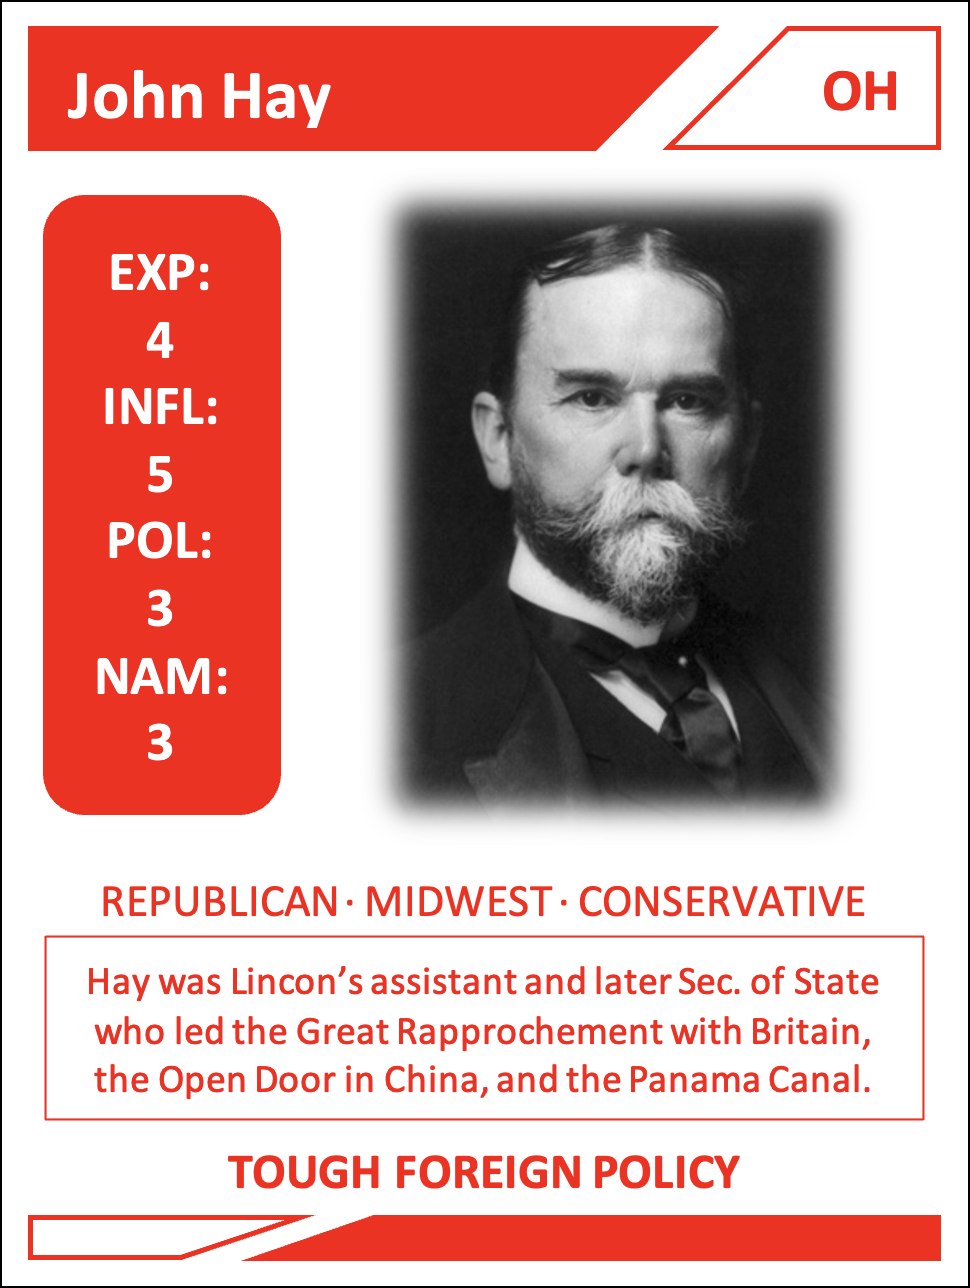 John Hay
OH
EXP:
4
INFL:
5
POL:
3
NAM:
3
REPUBLICAN · MIDWEST · CONSERVATIVE
Hay was Lincon’s assistant and later Sec. of State
who led the Great Rapprochement with Britain,
the Open Door in China, and the Panama Canal.
TOUGH FOREIGN POLICY